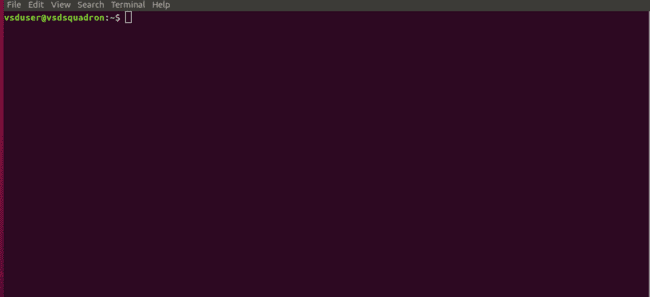 File Edit View Search Terminal Help
vsduser@vsdsquadron:~$